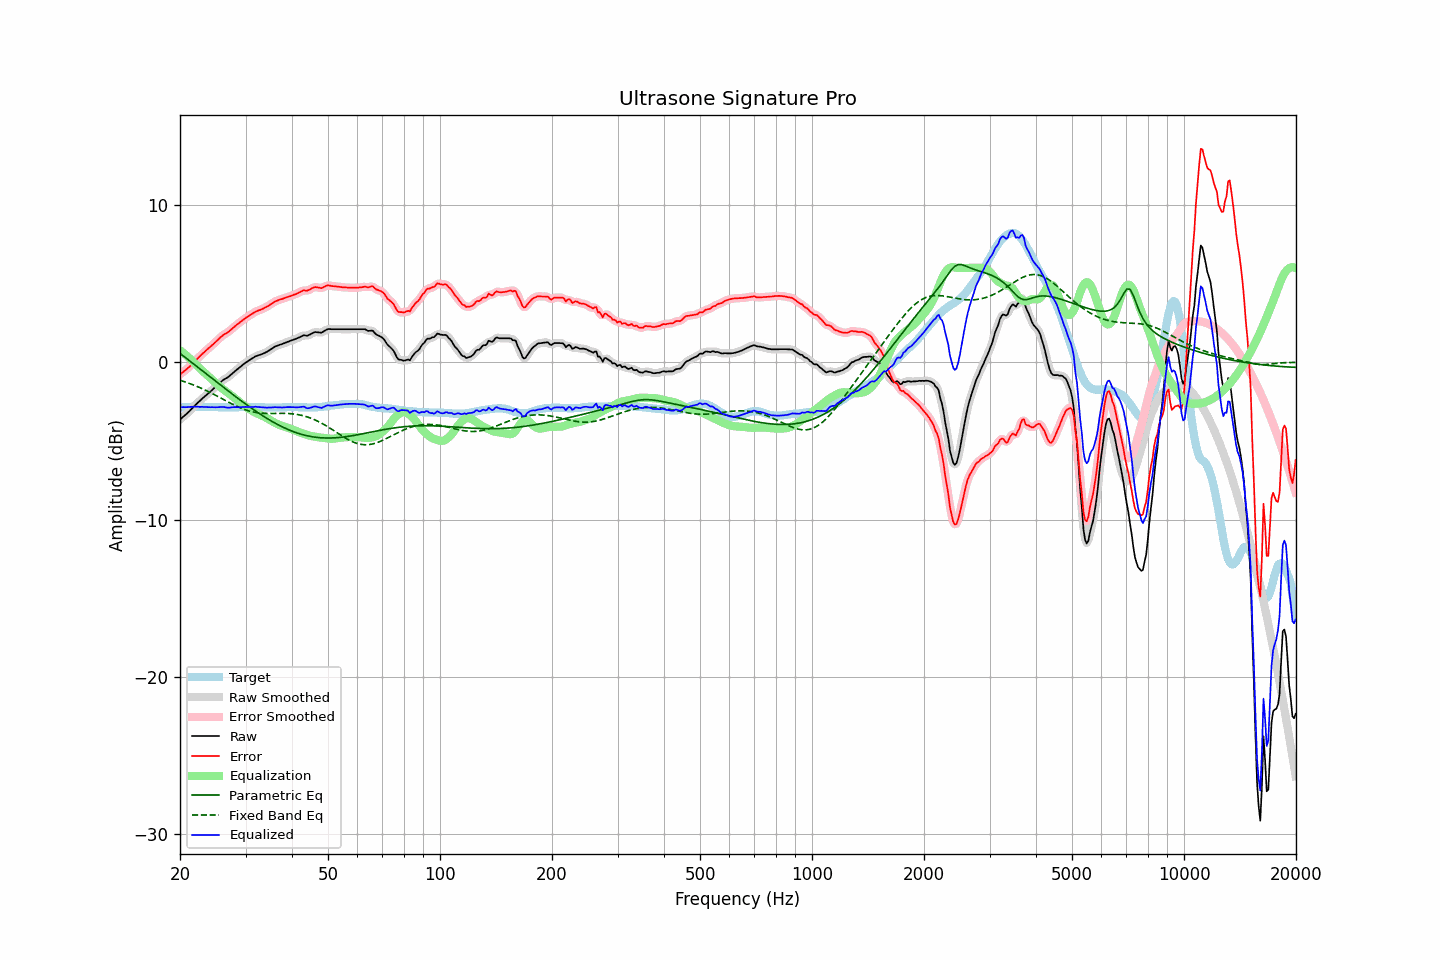 Ultrasone Signature Pro
Amplitude (dBr)
10
0
−10
−20
−30
Target
Raw Smoothed
Error Smoothed
Raw
Error
Equalization
Parametric Eq
Fixed Band Eq
Equalized
20
50
100
200
500
1000
2000
5000
10000
20000
Frequency (Hz)